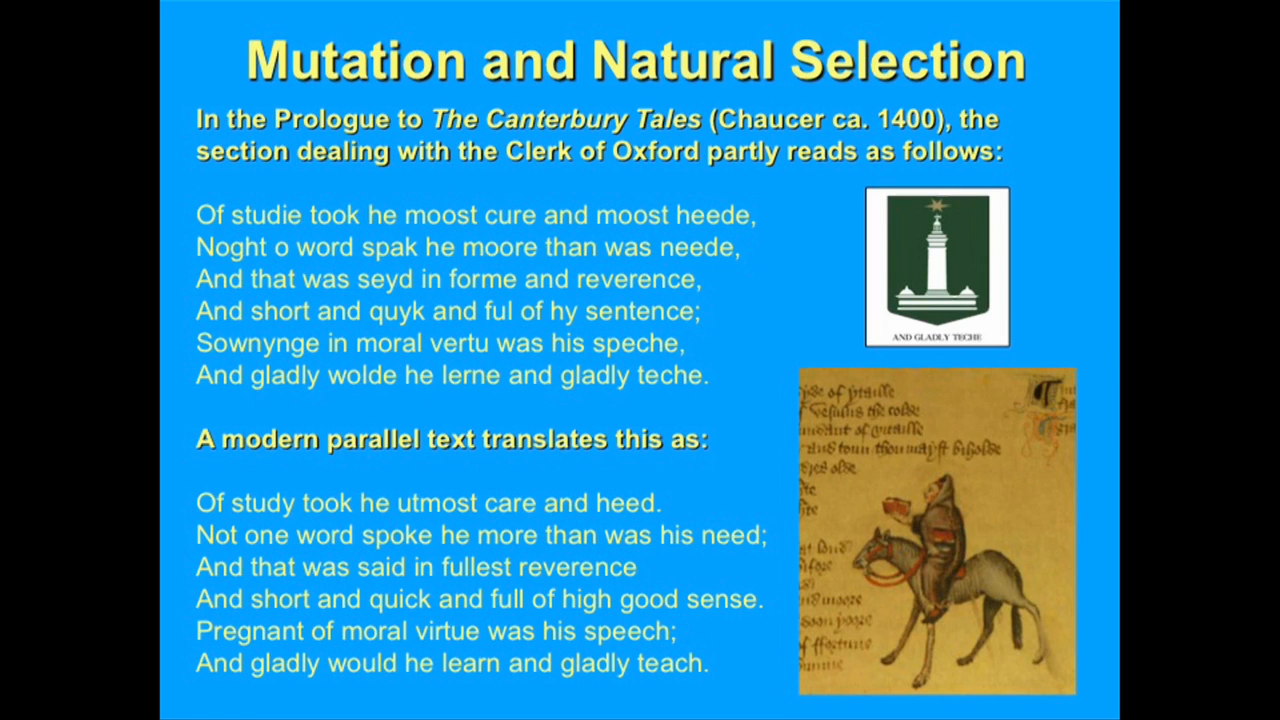 Mutation and Natural Selection
In the Prologue to The Canterbury Tales (Chaucer ca. 1400), the
section dealing with the Clerk of Oxford partly reads as follows:
Of studie took he moost cure and moost heede,
Noght o word spak he moore than was neede,
And that was seyd in forme and reverence,
And short and quyk and ful of hy sentence;
Sownynge in moral vertu was his speche,
And gladly wolde he lerne and gladly teche.
AND GLADLY TECHE
A modern parallel text translates this as:
Of study took he utmost care and heed.
Not one word spoke he more than was his need;
And that was said in fullest reverence
And short and quick and full of high good sense.
Pregnant of moral virtue was his speech;
And gladly would he learn and gladly teach.